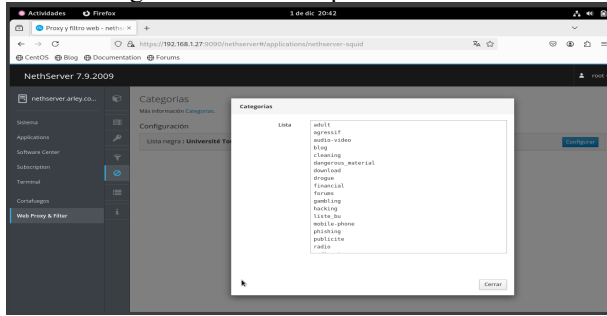 Actividades Firefox 1 de dic 20:42
Proxy y filtro web - neths
https://192.168.1.27:9090/nethserver#/applications/nethserver-squid
CentOS Blog Documentation Forums
NethServer 7.9.2009 root
nethserver.arley.co...
Sistema
Applications
Software Center
Subscription
Terminal
Cortafuegos
Web Proxy & Filter
Categorias
Más información Categorias.
Configuración
Lista negra : Université To
Configurar
Categorias
Lista
adult
agressif
audio-video
blog
cleaning
dangerous_material
download
drogue
financial
forums
gambling
hacking
liste_bu
mobile-phone
phishing
publicite
radio
Cerrar